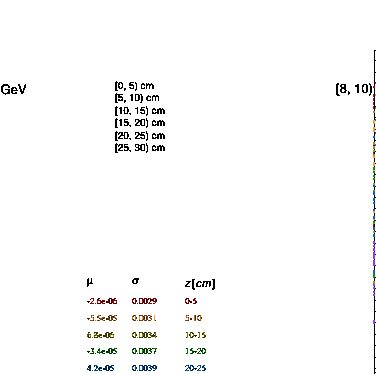 GeV
[0, 5) cm
[5, 10) cm
[10, 15) cm
[15, 20) cm
[20, 25) cm
[25, 30) cm
[8, 10)
μ σ z[cm]
-2.6e-06 0.0029 0-5
-5.5e-05 0.0031 5-10
6.8e-06 0.0034 10-15
-3.4e-05 0.0037 15-20
4.2e-05 0.0039 20-25